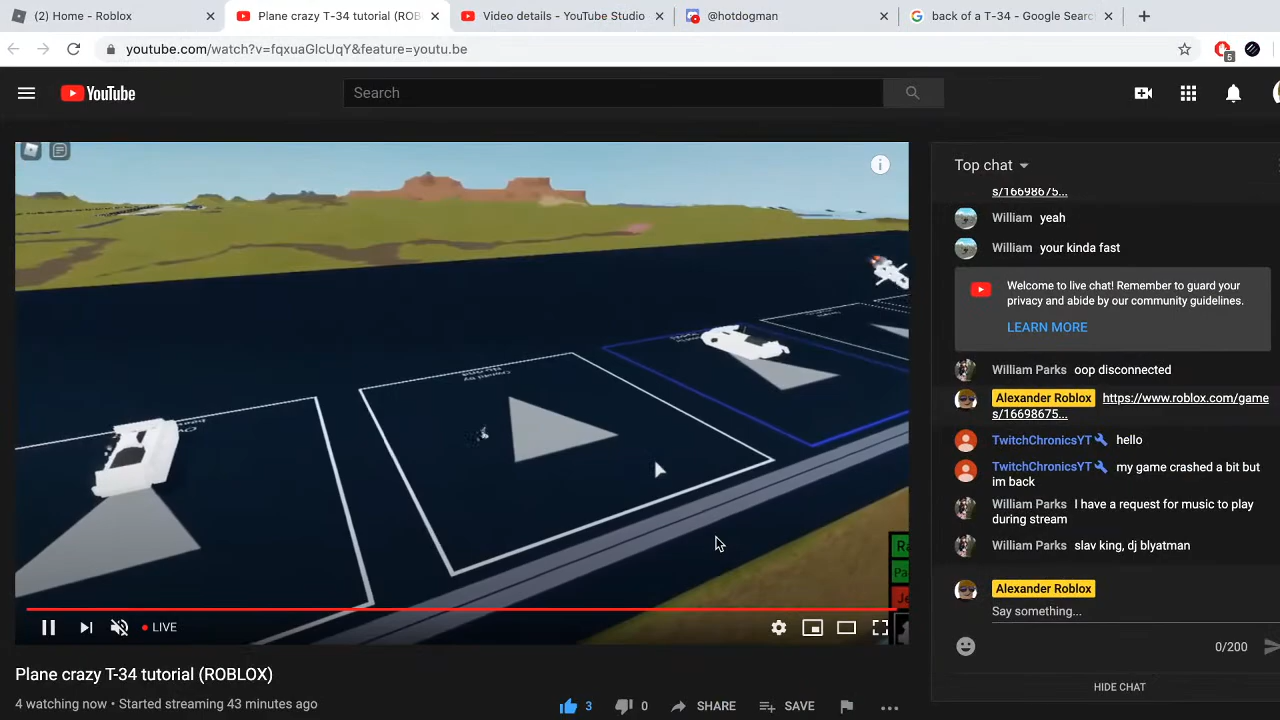 (2) Home - Roblox
Plane crazy T-34 tutorial (ROB
Video details - YouTube Studio
@hotdogman
back of a T-34 - Google Searc
youtube.com/watch?v=fqxuaGlcUqY&feature=youtu.be
5
YouTube
Search
Top chat
s/16698675...
William yeah
William your kinda fast
Welcome to live chat! Remember to guard your
privacy and abide by our community guidelines.
LEARN MORE
William Parks oop disconnected
Alexander Roblox https://www.roblox.com/game
s/16698675...
TwitchChronicsYT hello
TwitchChronicsYT my game crashed a bit but
im back
William Parks I have a request for music to play
during stream
William Parks slav king, dj blyatman
Alexander Roblox
Say something...
0/200
HIDE CHAT
Ra
Pa
Je
LIVE
Plane crazy T-34 tutorial (ROBLOX)
4 watching now • Started streaming 43 minutes ago
3
0
SHARE
SAVE